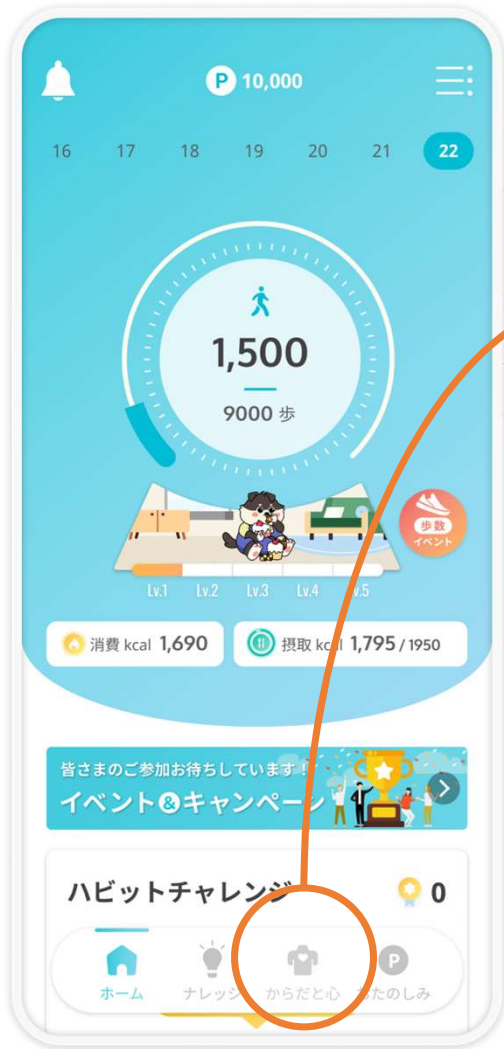 P 10,000
16 17 18 19 20 21 22
1,500
9000 歩
歩数
イベント
Lv.1 Lv.2 Lv.3 Lv.4 Lv.5
消費 kcal 1,690
摂取 kcal 1,795 / 1950
皆さまのご参加お待ちしています!
イベント&キャンペーン
ハビットチャレンジ 0
P
ホーム ナレッジ からだと心 おたのしみ